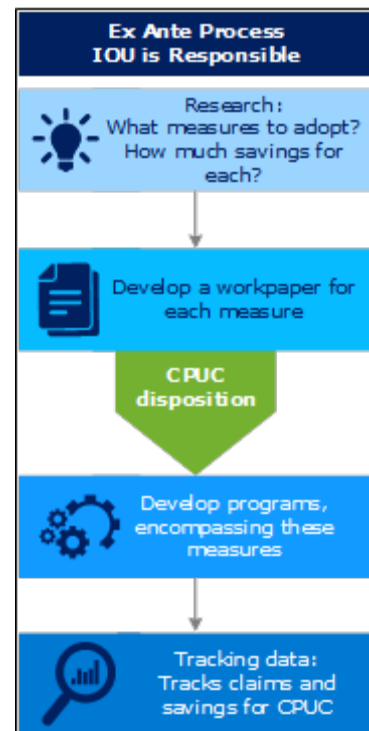 Ex Ante Process
IOU is Responsible
Research:
What measures to adopt?
How much savings for
each?
Develop a workpaper for
each measure
CPUC
disposition
Develop programs,
encompassing these
measures
Tracking data:
Tracks claims and
savings for CPUC